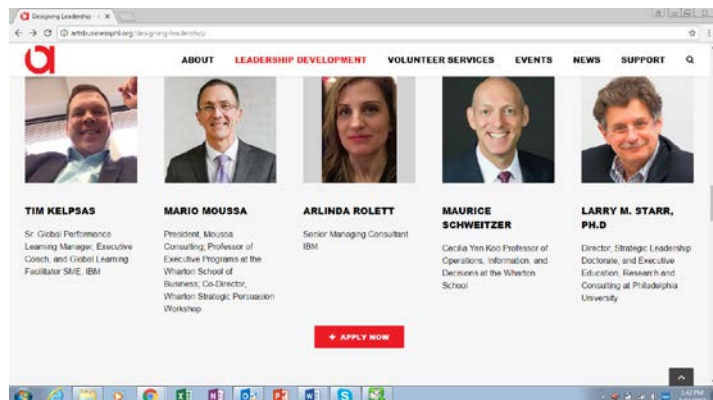 Designing Leadership -
artsbusinessphl.org/designing-leadership/
ABOUT LEADERSHIP DEVELOPMENT VOLUNTEER SERVICES EVENTS NEWS SUPPORT
TIM KELPSAS
Sr. Global Performance
Learning Manager, Executive
Coach, and Global Learning
Facilitator SME, IBM
MARIO MOUSSA
President, Moussa
Consulting; Professor of
Executive Programs at the
Wharton School of
Business; Co-Director,
Wharton Strategic Persuasion
Workshop
ARLINDA ROLETT
Senior Managing Consultant
IBM
MAURICE
SCHWEITZER
Cecilia Yen Koo Professor of
Operations, Information, and
Decisions at the Wharton
School
LARRY M. STARR,
PH.D
Director, Strategic Leadership
Doctorate, and Executive
Education, Research and
Consulting at Philadelphia
University
+ APPLY NOW
1:42 PM